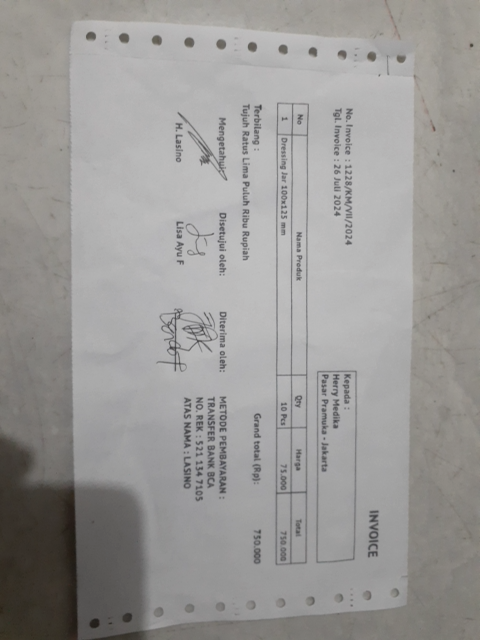 INVOICE
No. Invoice : 1228/KM/VII/2024
Tgl. Invoice : 26 Juli 2024
Kepada :
Herry Medika
Pasar Pramuka - Jakarta
No Nama Produk Qty Harga Total
1 Dressing Jar 100x125 mm 10 Pcs 75.000 750.000
Grand total (Rp): 750.000
Terbilang :
Tujuh Ratus Lima Puluh Ribu Rupiah
Mengetahui Disetujui oleh: Diterima oleh:
H. Lasino Lisa Ayu F
METODE PEMBAYARAN :
TRANSFER BANK BCA
NO. REK : 521 134 7105
ATAS NAMA : LASINO